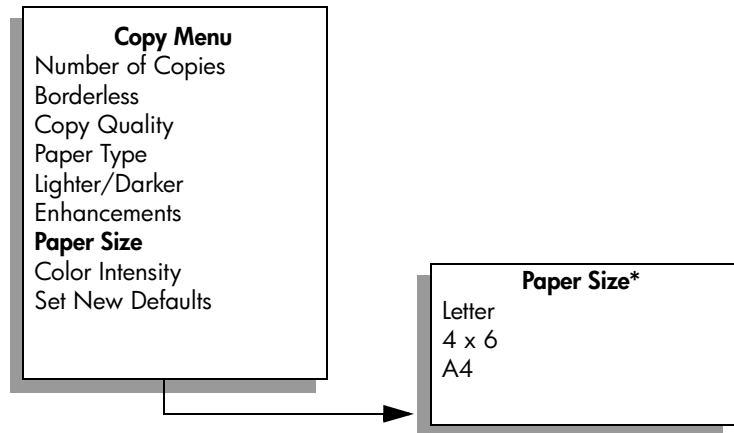 Copy Menu
Number of Copies
Borderless
Copy Quality
Paper Type
Lighter/Darker
Enhancements
Paper Size
Color Intensity
Set New Defaults
Paper Size*
Letter
4 x 6
A4